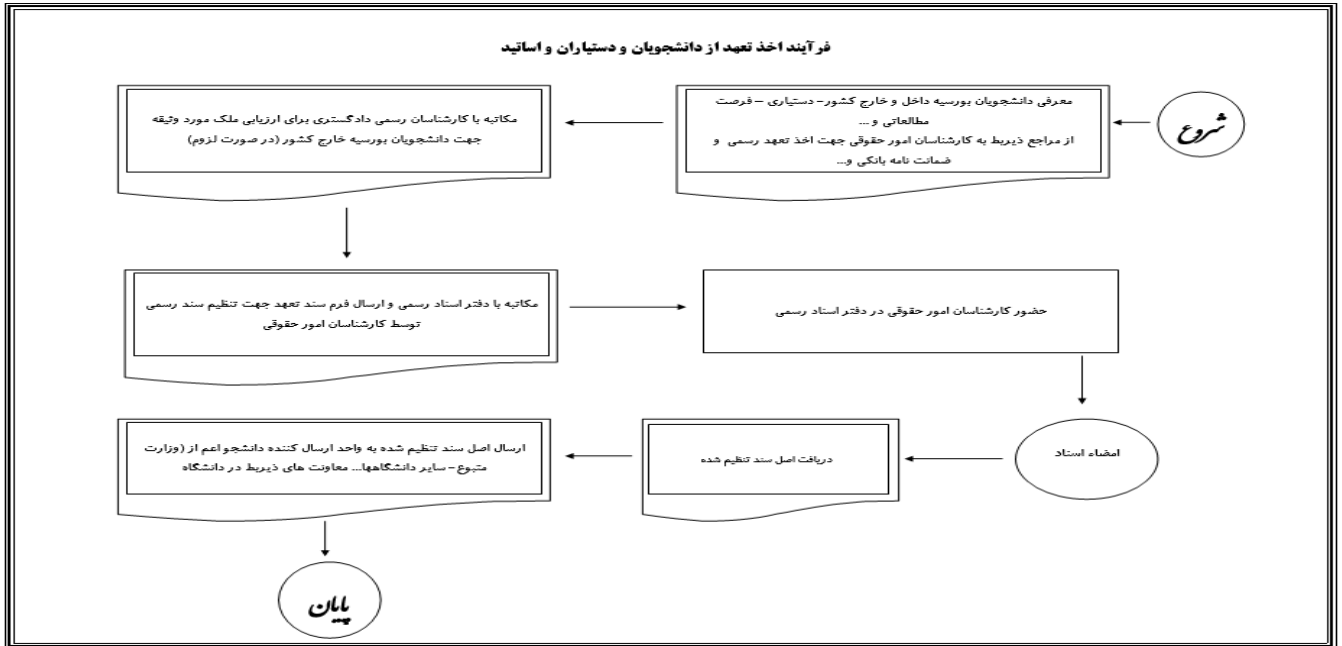 فرآیند اخذ تعهد از دانشجویان و دستیاران و اساتید
شروع
معرفی دانشجویان بورسیه داخل و خارج کشور- دستیاری – فرصت
مطالعاتی و ...
از مراجع ذیربط به کارشناسان امور حقوقی جهت اخذ تعهد رسمی و
ضمانت نامه بانکی و...
مکاتبه با کارشناسان رسمی دادگستری برای ارزیابی ملک مورد وثیقه
جهت دانشجویان بورسیه خارج کشور (در صورت لزوم)
مکاتبه با دفتر اسناد رسمی و ارسال فرم سند تعهد جهت تنظیم سند رسمی
توسط کارشناسان امور حقوقی
حضور کارشناسان امور حقوقی در دفتر اسناد رسمی
امضاء اسناد
دریافت اصل سند تنظیم شده
ارسال اصل سند تنظیم شده به واحد ارسال کننده دانشجو اعم از (وزارت
متبوع- سایر دانشگاهها... معاونت های ذیربط در دانشگاه
پایان